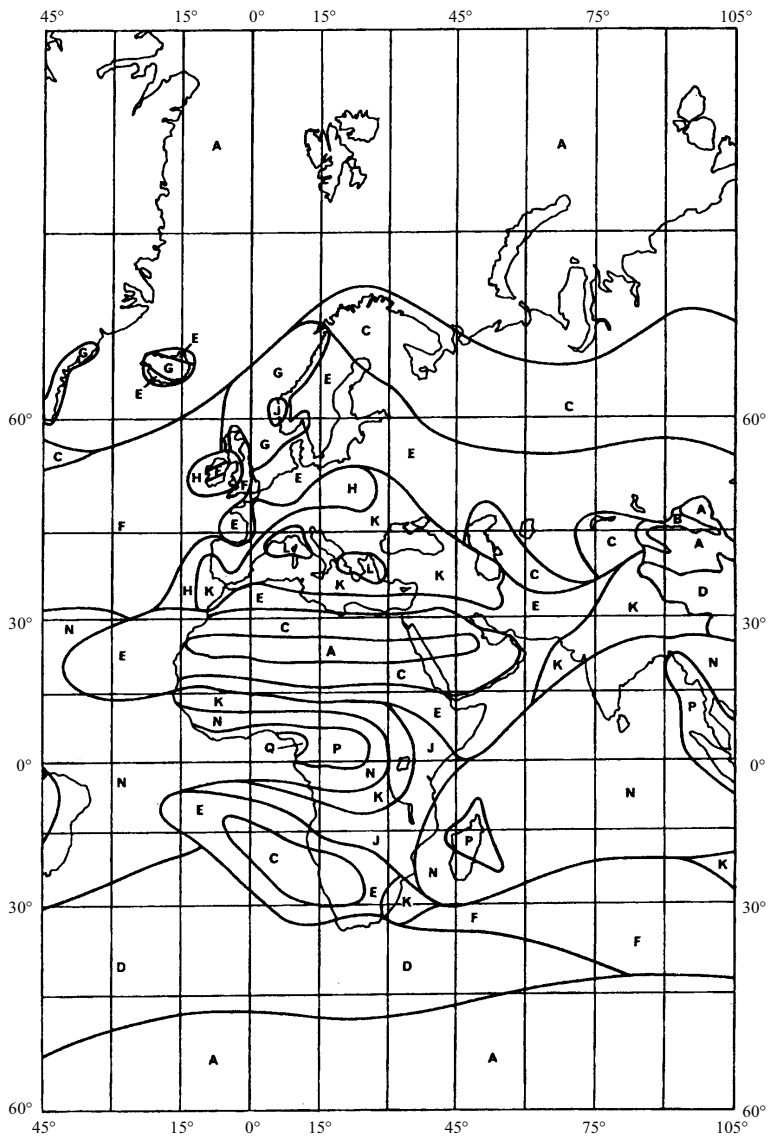 45° 15° 0° 15° 45° 75° 105°
A A
E
C
G
G
G E
E
J
C
60° 60°
G
C
E
H E E H
F
A
F E B
K
C A
L
L
C
K K
H K D
E E K
30° 30°
N C
E A N
K
C
K P
E
N
Q P J
0° 0°
N
N K N
E
J P
C
N K
E
K
F
30° 30°
F
D D
A A
60° 60°
45° 15° 0° 15° 45° 75° 105°